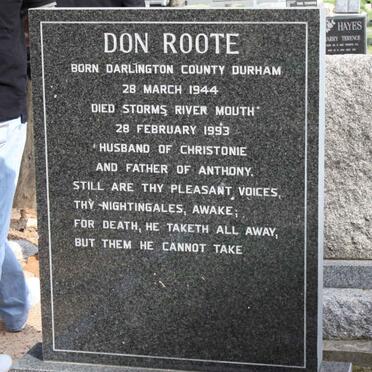 DON ROOTE
BORN DARLINGTON COUNTY DURHAM
28 MARCH 1944
DIED STORMS RIVER MOUTH
28 FEBRUARY 1993
HUSBAND OF CHRISTONIE
AND FATHER OF ANTHONY.
STILL ARE THY PLEASANT VOICES,
THY NIGHTINGALES, AWAKE;
FOR DEATH, HE TAKETH ALL AWAY,
BUT THEM HE CANNOT TAKE
HAYES